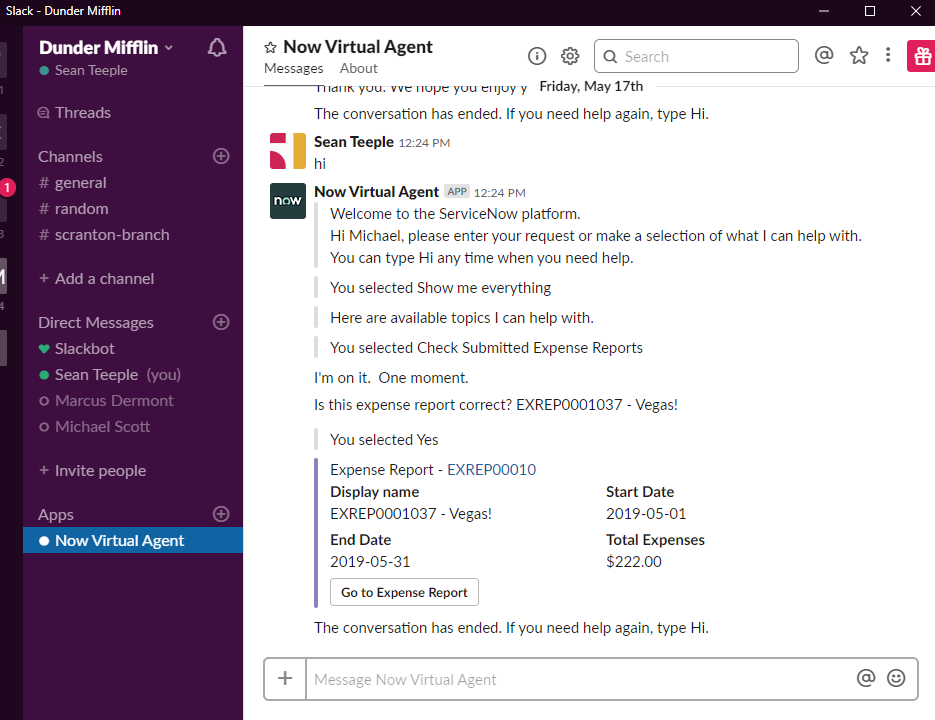 Slack - Dunder Mifflin
Dunder Mifflin
Sean Teeple
Threads
Channels
# general
# random
# scranton-branch
+ Add a channel
Direct Messages
Slackbot
Sean Teeple (you)
Marcus Dermont
Michael Scott
+ Invite people
Apps
Now Virtual Agent
1
2
1
3
4
Now Virtual Agent
Messages About
Search
Thank you. We hope you enjoy y
Friday, May 17th
The conversation has ended. If you need help again, type Hi.
Sean Teeple 12:24 PM
hi
now
Now Virtual Agent APP 12:24 PM
Welcome to the ServiceNow platform.
Hi Michael, please enter your request or make a selection of what I can help with.
You can type Hi any time when you need help.
You selected Show me everything
Here are available topics I can help with.
You selected Check Submitted Expense Reports
I'm on it.  One moment.
Is this expense report correct? EXREP0001037 - Vegas!
You selected Yes
Expense Report - EXREP00010
Display name Start Date
EXREP0001037 - Vegas! 2019-05-01
End Date Total Expenses
2019-05-31 $222.00
Go to Expense Report
The conversation has ended. If you need help again, type Hi.
Message Now Virtual Agent